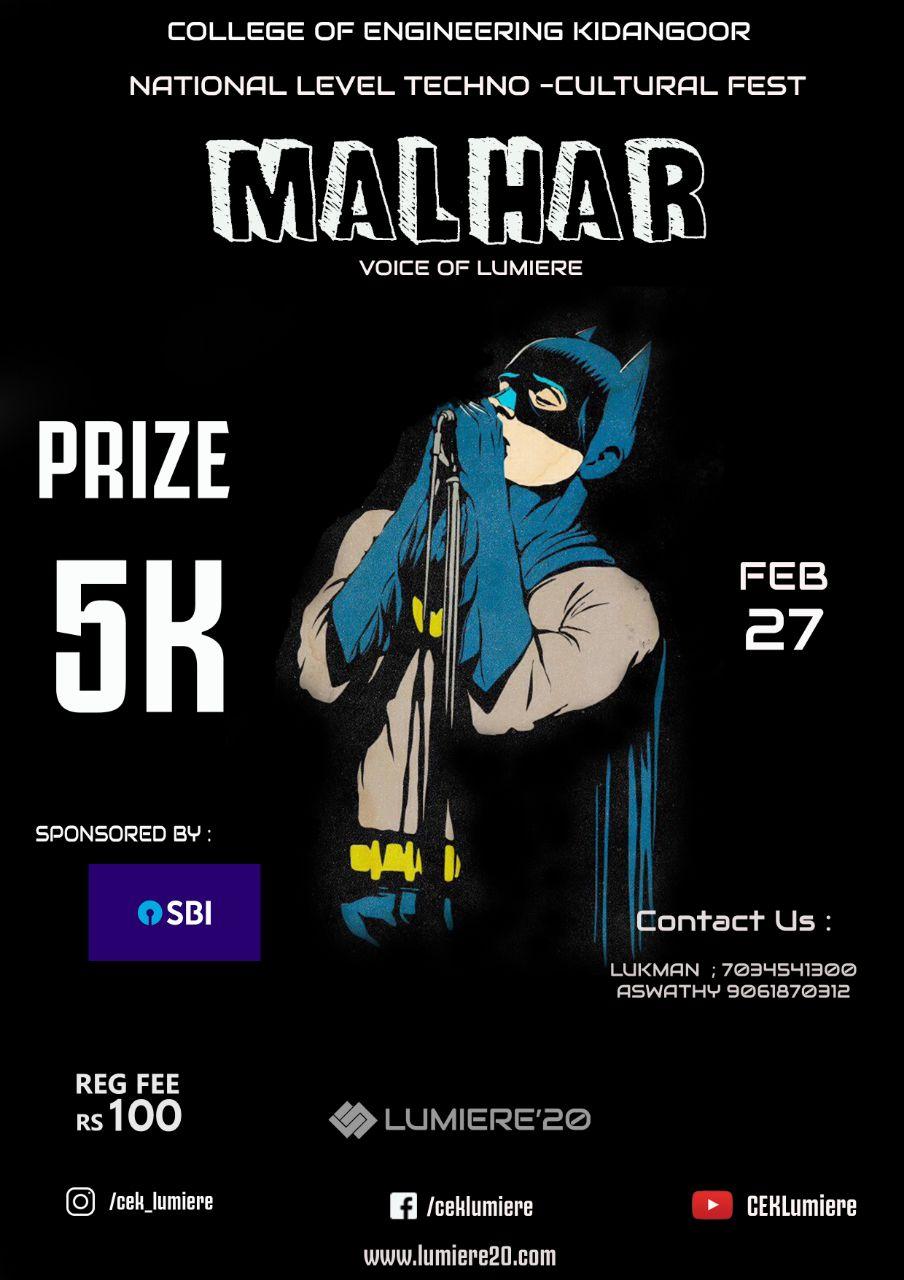 COLLEGE OF ENGINEERING KIDANGOOR
NATIONAL LEVEL TECHNO -CULTURAL FEST
MALHAR
VOICE OF LUMIERE
PRIZE
5K
FEB
27
SPONSORED BY :
SBI
Contact Us :
LUKMAN ; 7034541300
ASWATHY 9061870312
REG FEE
RS 100
LUMIERE'20
/cek_lumiere
/ceklumiere
CEKLumiere
www.lumiere20.com